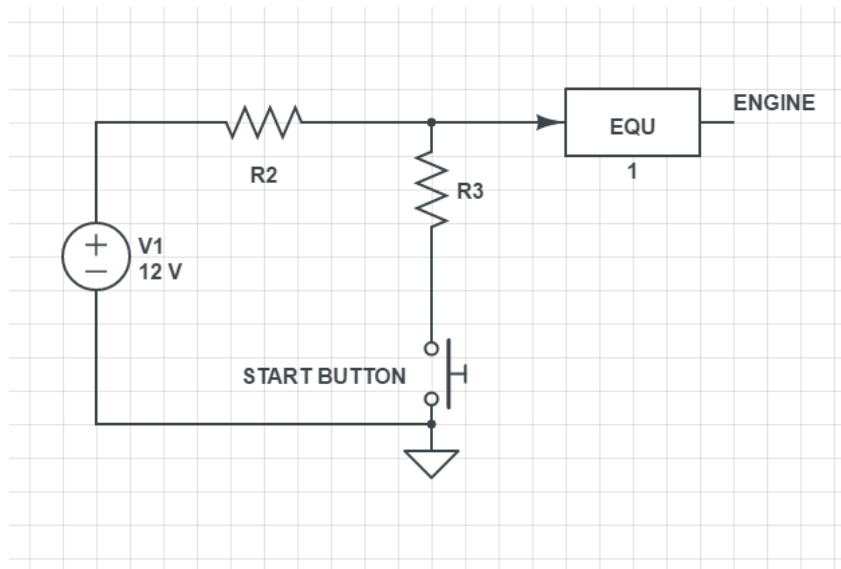 ENGINE
EQU
1
R2
R3
+
V1
12 V
−
START BUTTON